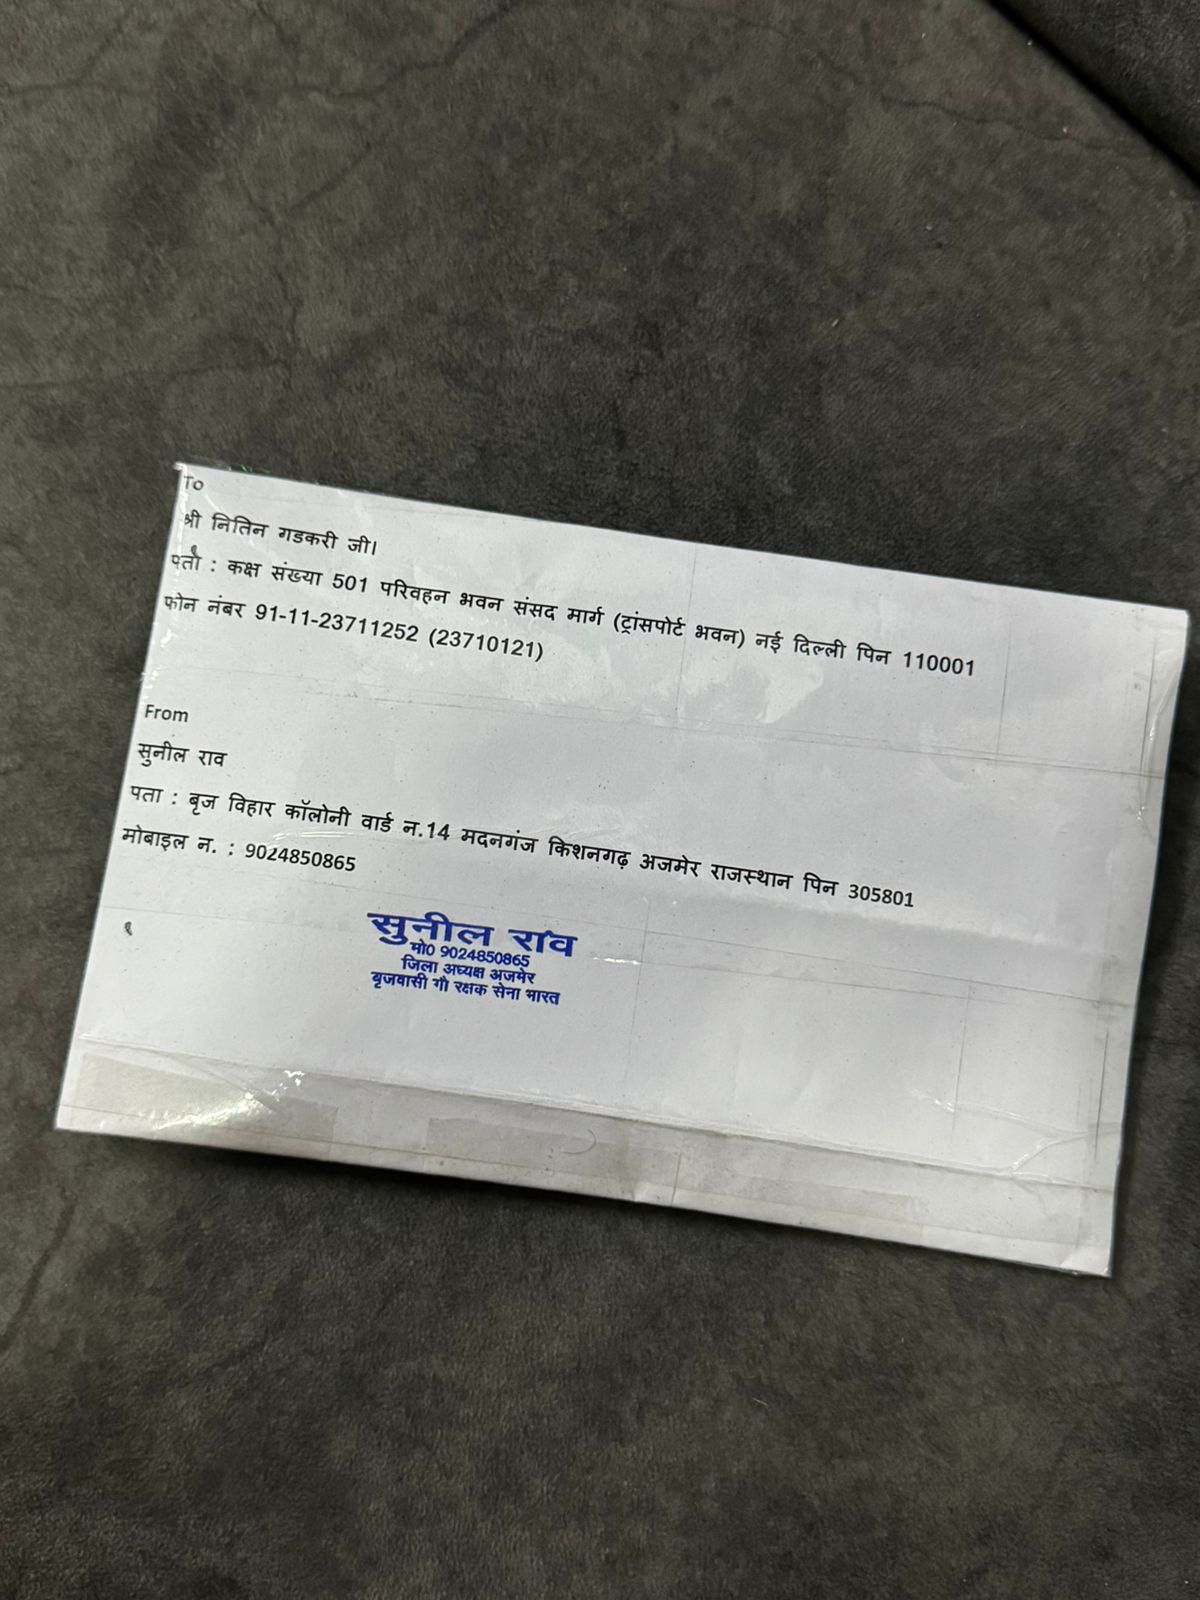 To
श्री नितिन गडकरी जी।
पता : कक्ष संख्या 501 परिवहन भवन संसद मार्ग (ट्रांसपोर्ट भवन) नई दिल्ली पिन 110001
फोन नंबर 91-11-23711252 (23710121)
From
सुनील राव
पता : बृज विहार कॉलोनी वार्ड न.14 मदनगंज किशनगढ़ अजमेर राजस्थान पिन 305801
मोबाइल न. : 9024850865
सुनील राव
मो0 9024850865
जिला अध्यक्ष अजमेर
बृजवासी गौ रक्षक सेना भारत